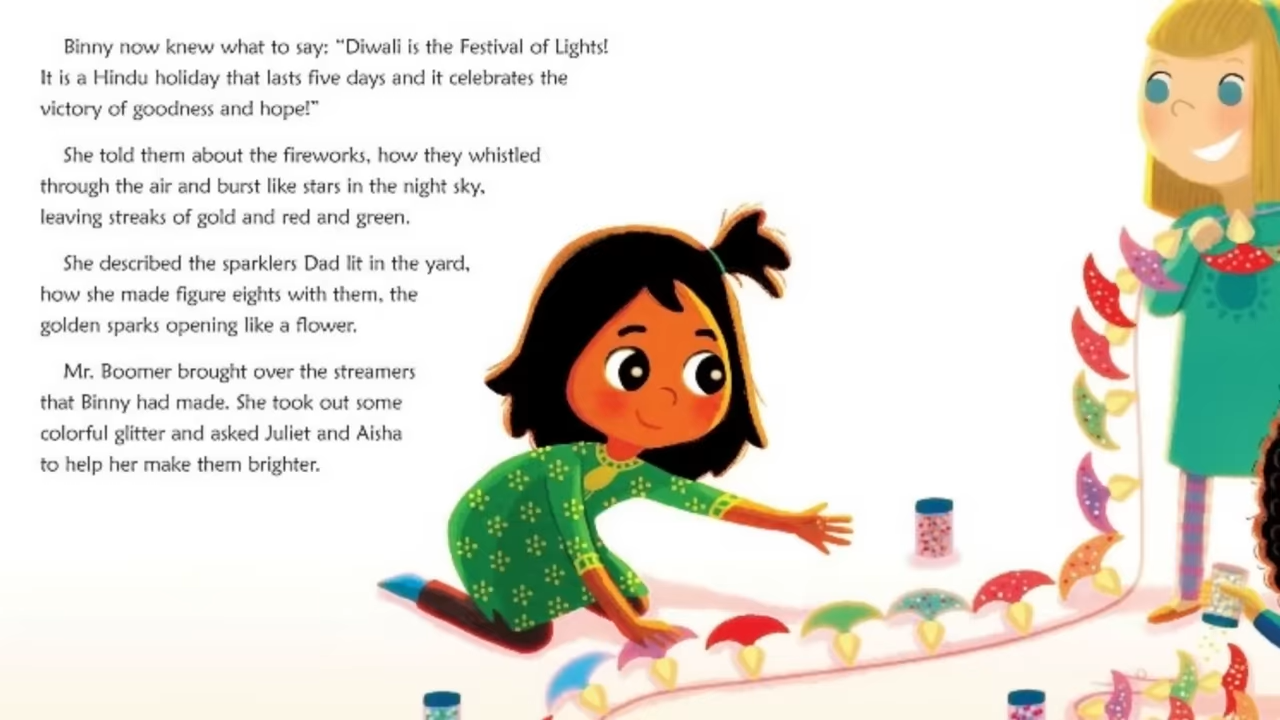 Binny now knew what to say: “Diwali is the Festival of Lights!
It is a Hindu holiday that lasts five days and it celebrates the
victory of goodness and hope!”
She told them about the fireworks, how they whistled
through the air and burst like stars in the night sky,
leaving streaks of gold and red and green.
She described the sparklers Dad lit in the yard,
how she made figure eights with them, the
golden sparks opening like a flower.
Mr. Boomer brought over the streamers
that Binny had made. She took out some
colorful glitter and asked Juliet and Aisha
to help her make them brighter.